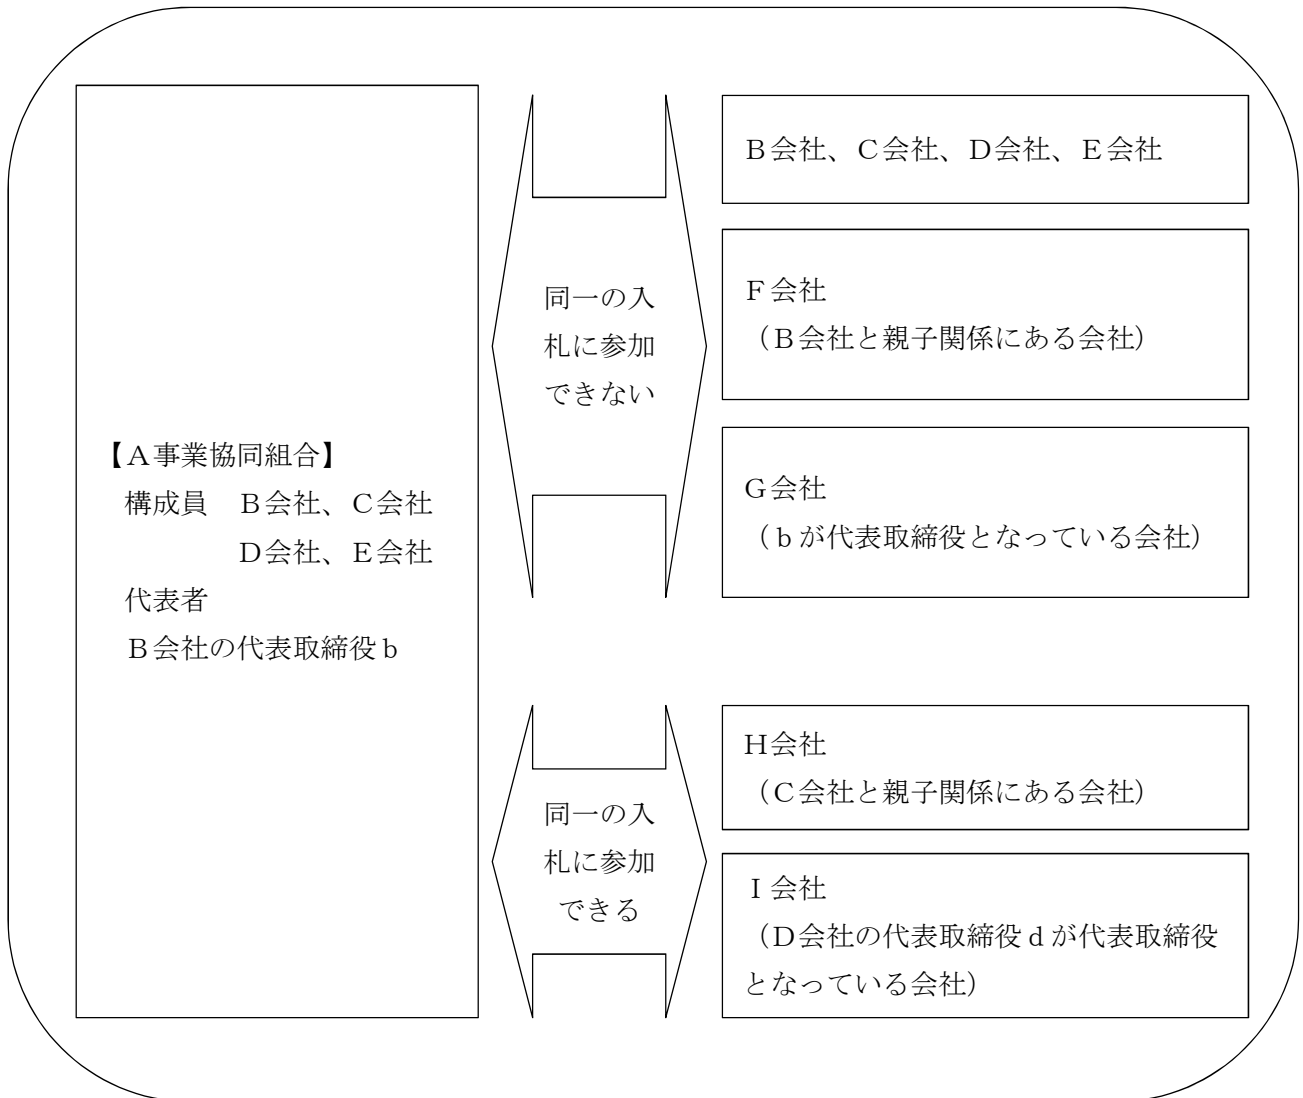 【Ａ事業協同組合】
構成員　Ｂ会社、Ｃ会社
Ｄ会社、Ｅ会社
代表者
Ｂ会社の代表取締役ｂ
同一の入
札に参加
できない
Ｂ会社、Ｃ会社、Ｄ会社、Ｅ会社
Ｆ会社
（Ｂ会社と親子関係にある会社）
Ｇ会社
（ｂが代表取締役となっている会社）
同一の入
札に参加
できる
Ｈ会社
（Ｃ会社と親子関係にある会社）
Ｉ会社
（Ｄ会社の代表取締役ｄが代表取締役
となっている会社）